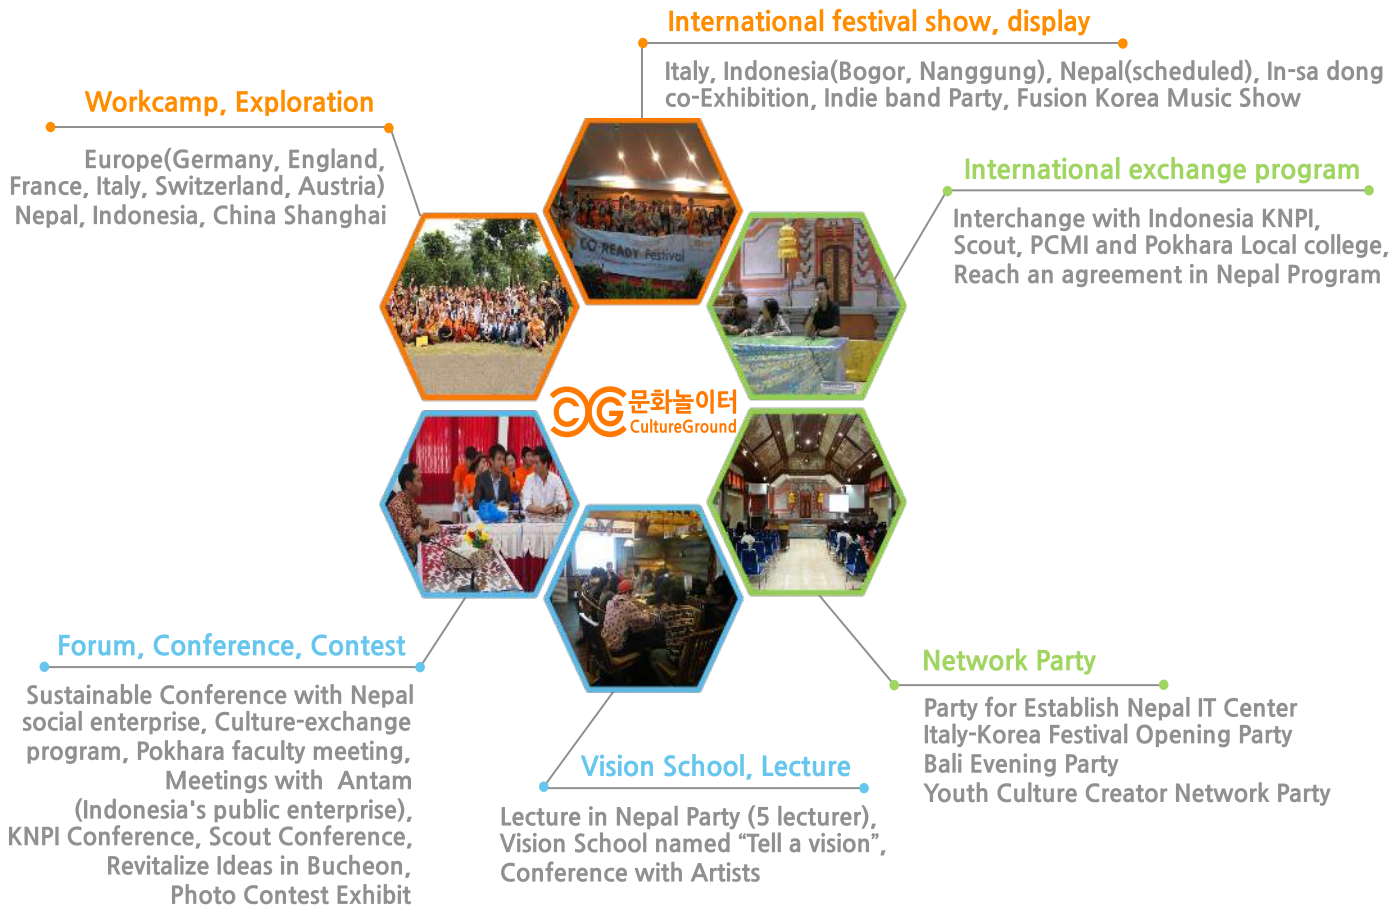 International festival show, display
Italy, Indonesia(Bogor, Nanggung), Nepal(scheduled), In-sa dong
co-Exhibition, Indie band Party, Fusion Korea Music Show
Workcamp, Exploration
Europe(Germany, England,
France, Italy, Switzerland, Austria)
Nepal, Indonesia, China Shanghai
International exchange program
Interchange with Indonesia KNPI,
Scout, PCMI and Pokhara Local college,
Reach an agreement in Nepal Program
READY Festival
CG 문화놀이터
CultureGround
Forum, Conference, Contest
Sustainable Conference with Nepal
social enterprise, Culture-exchange
program, Pokhara faculty meeting,
Meetings with Antam
(Indonesia's public enterprise),
KNPI Conference, Scout Conference,
Revitalize Ideas in Bucheon,
Photo Contest Exhibit
Vision School, Lecture
Lecture in Nepal Party (5 lecturer),
Vision School named “Tell a vision”,
Conference with Artists
Network Party
Party for Establish Nepal IT Center
Italy-Korea Festival Opening Party
Bali Evening Party
Youth Culture Creator Network Party